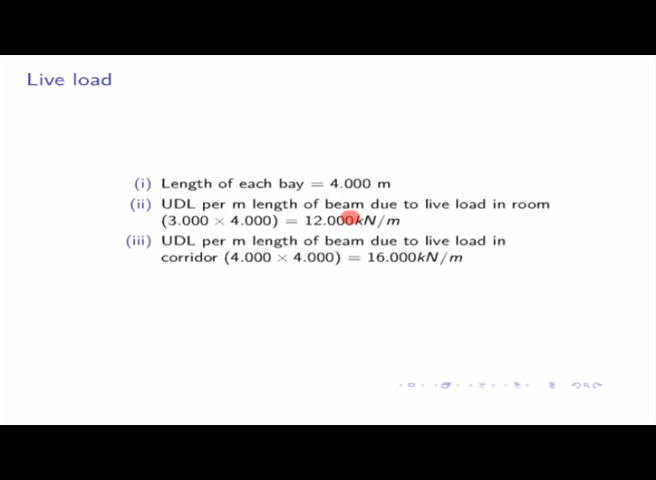 Live load
(i) Length of each bay = 4.000 m
(ii) UDL per m length of beam due to live load in room
(3.000 × 4.000) = 12.000kN/m
(iii) UDL per m length of beam due to live load in
corridor (4.000 × 4.000) = 16.000kN/m